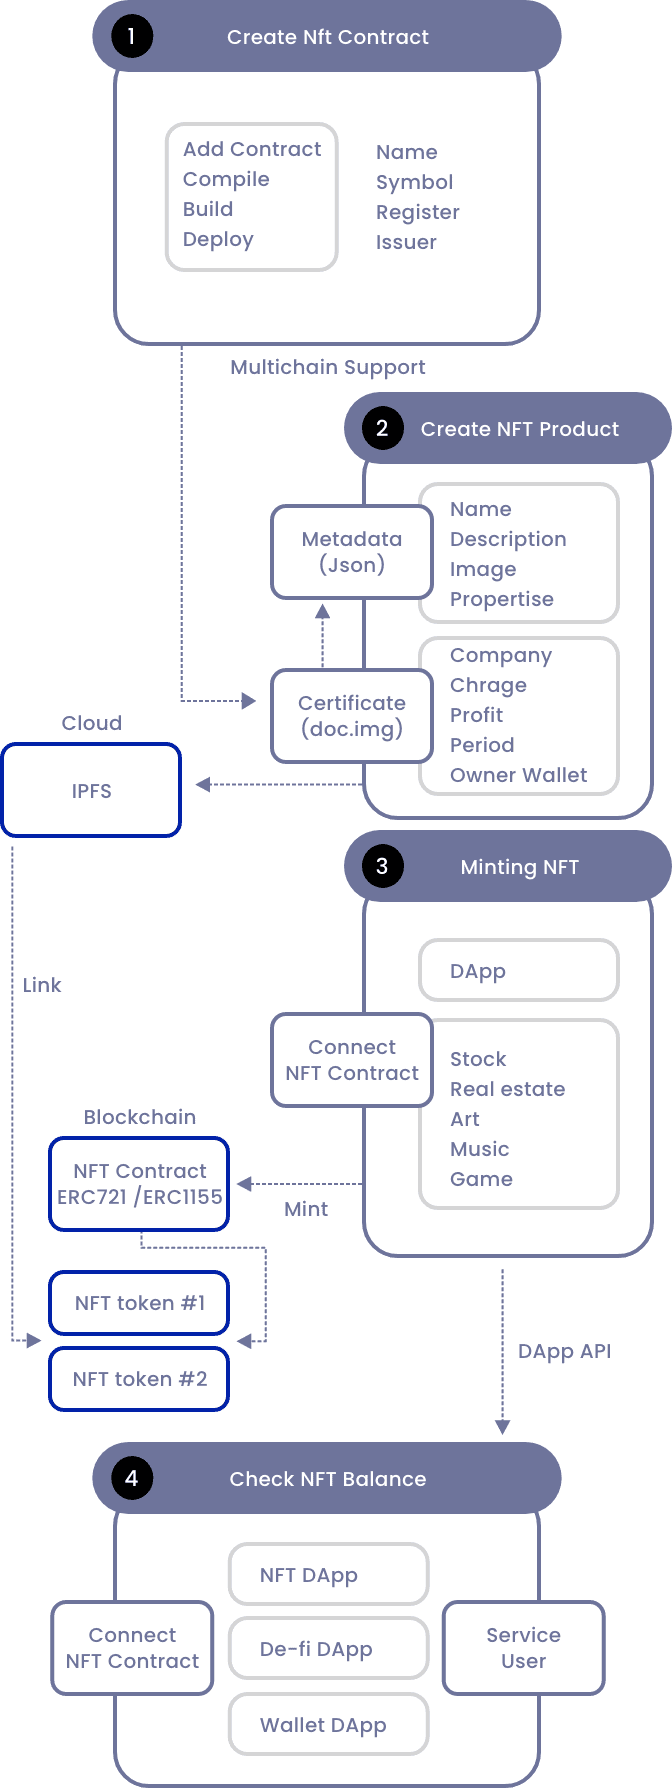 1
Create Nft Contract
Add Contract
Compile
Build
Deploy
Name
Symbol
Register
Issuer
Multichain Support
2
Create NFT Product
Metadata
(Json)
Name
Description
Image
Propertise
Certificate
(doc.img)
Company
Chrage
Profit
Period
Owner Wallet
Cloud
IPFS
3
Minting NFT
DApp
Link
Connect
NFT Contract
Stock
Real estate
Art
Music
Game
Blockchain
NFT Contract
ERC721 /ERC1155
Mint
NFT token #1
NFT token #2
DApp API
4
Check NFT Balance
NFT DApp
De-fi DApp
Wallet DApp
Connect
NFT Contract
Service
User